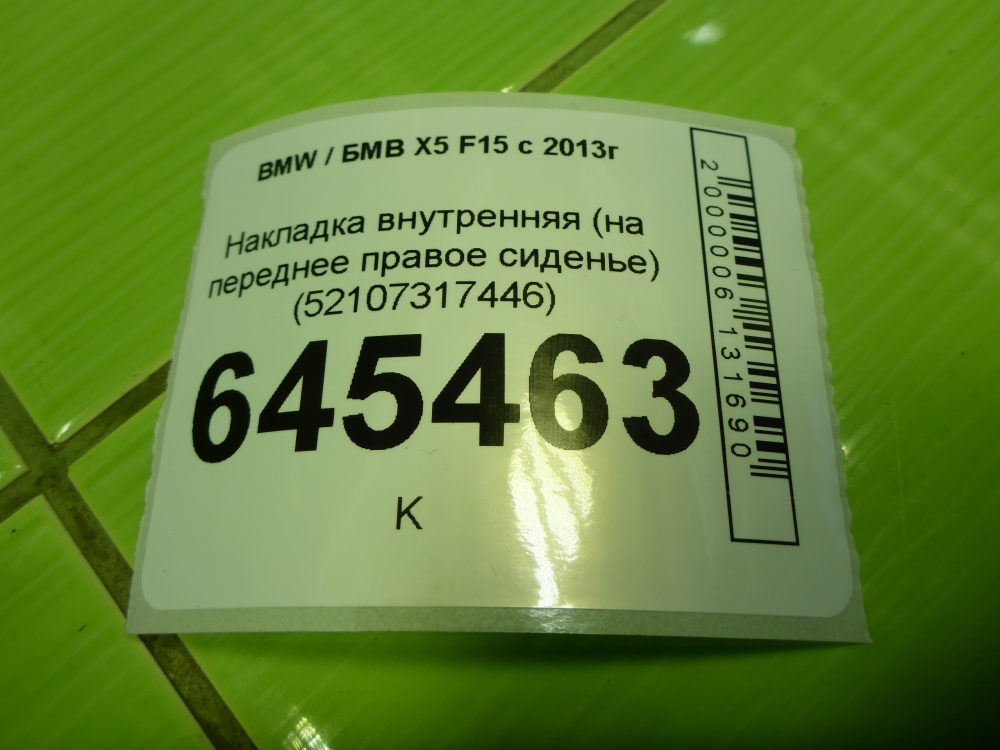 BMW / БМВ X5 F15 с 2013г
Накладка внутренняя (на
переднее правое сиденье)
(52107317446)
645463
К
2000006131690